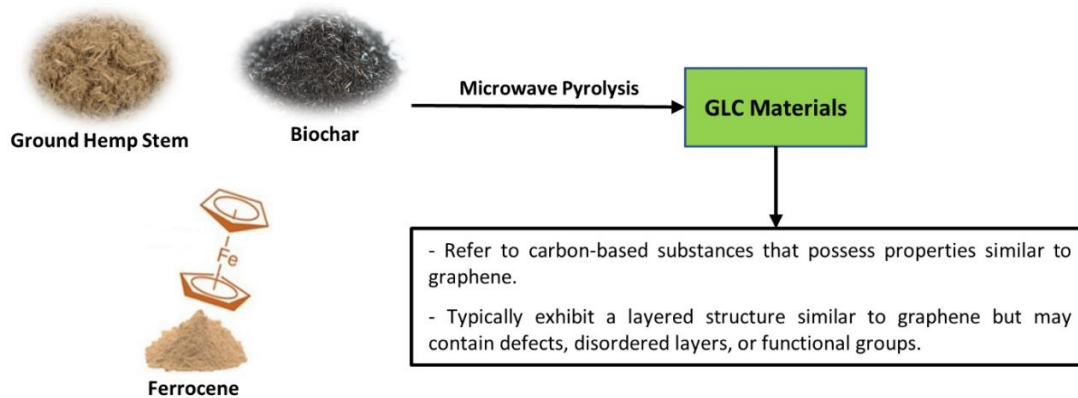 Ground Hemp Stem
Biochar
Microwave Pyrolysis
GLC Materials
Fe
Ferrocene
- Refer to carbon-based substances that possess properties similar to
graphene.
- Typically exhibit a layered structure similar to graphene but may
contain defects, disordered layers, or functional groups.